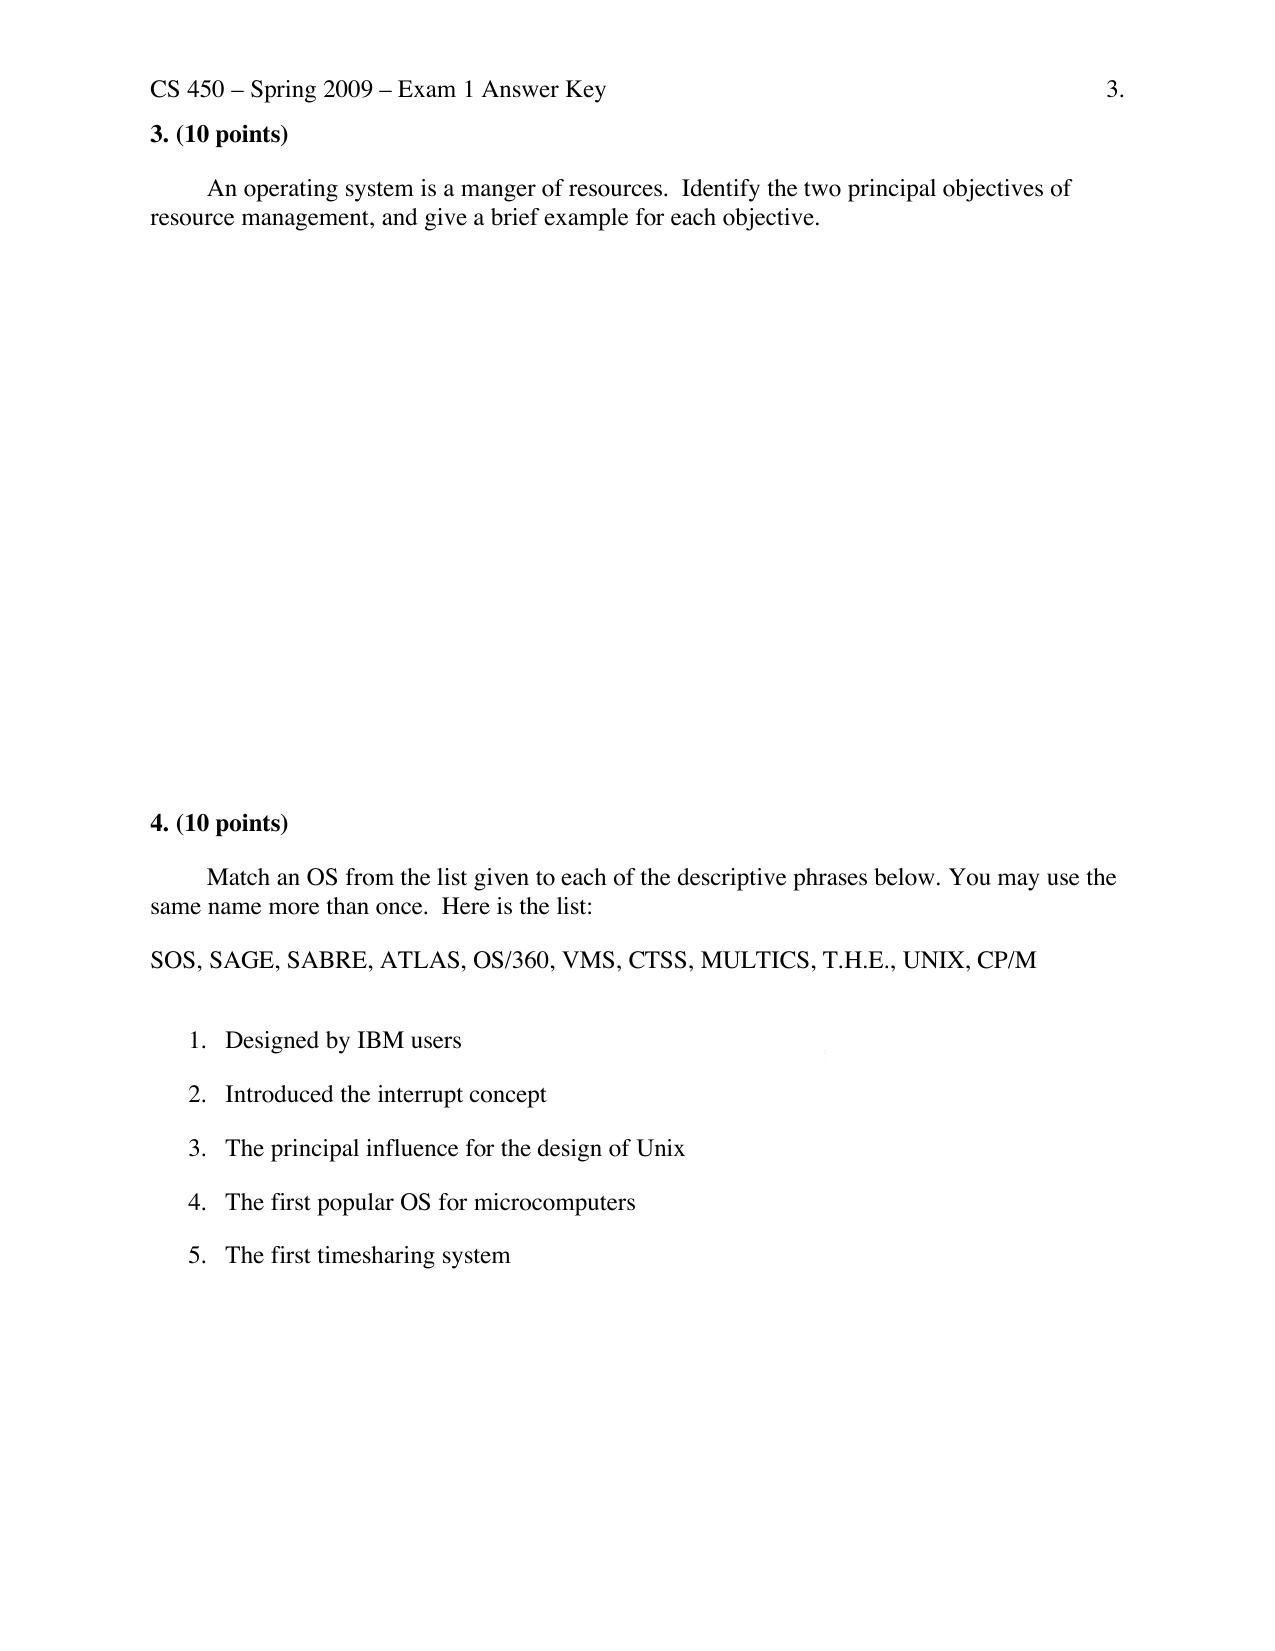 CS 450 – Spring 2009 – Exam 1 Answer Key 3.
3. (10 points)
An operating system is a manger of resources. Identify the two principal objectives of
resource management, and give a brief example for each objective.
4. (10 points)
Match an OS from the list given to each of the descriptive phrases below. You may use the
same name more than once. Here is the list:
SOS, SAGE, SABRE, ATLAS, OS/360, VMS, CTSS, MULTICS, T.H.E., UNIX, CP/M
1. Designed by IBM users
2. Introduced the interrupt concept
3. The principal influence for the design of Unix
4. The first popular OS for microcomputers
5. The first timesharing system